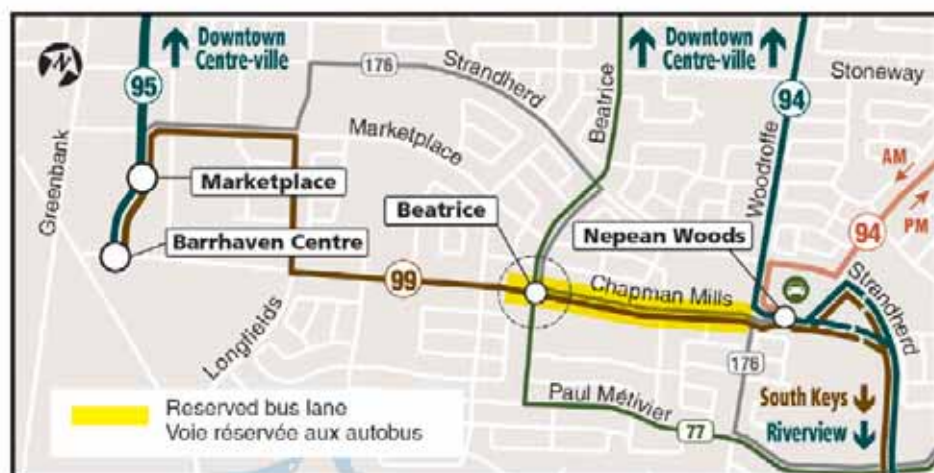 N
95
Downtown
Centre-ville
176
Strandherd
Beatrice
Downtown
Centre-ville
94
Stoneway
Greenbank
Marketplace
Marketplace
Beatrice
Woodroffe
AM
PM
94
Barrhaven Centre
Nepean Woods
99
Chapman Mills
Strandherd
Longfields
176
Paul Métivier
77
South Keys
Riverview
Reserved bus lane
Voie réservée aux autobus